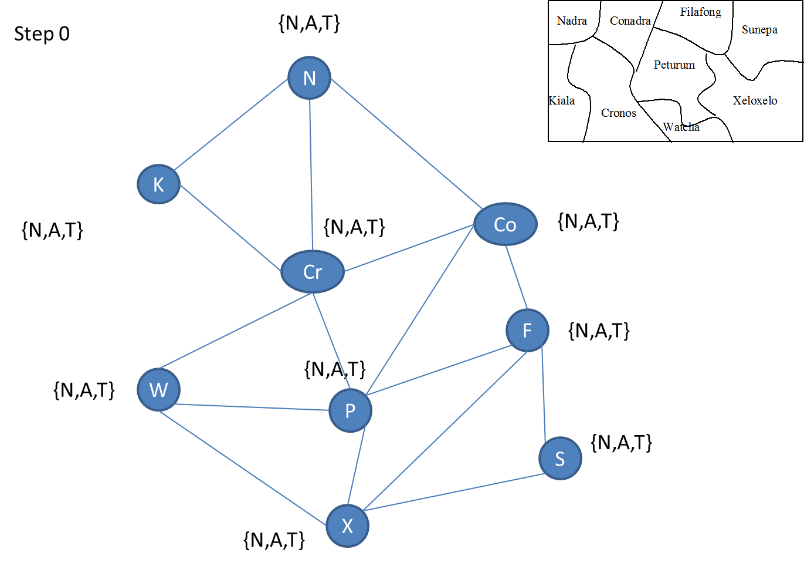 Step 0
{N,A,T}
Nadra
Conadra
Filafong
Sunepa
Peturum
Kiala
Cronos
Xeloxelo
Watcha
N
K
{N,A,T}
{N,A,T}
Cr
Co
{N,A,T}
F
{N,A,T}
{N,A,T}
W
{N,A,T}
P
S
{N,A,T}
X
{N,A,T}